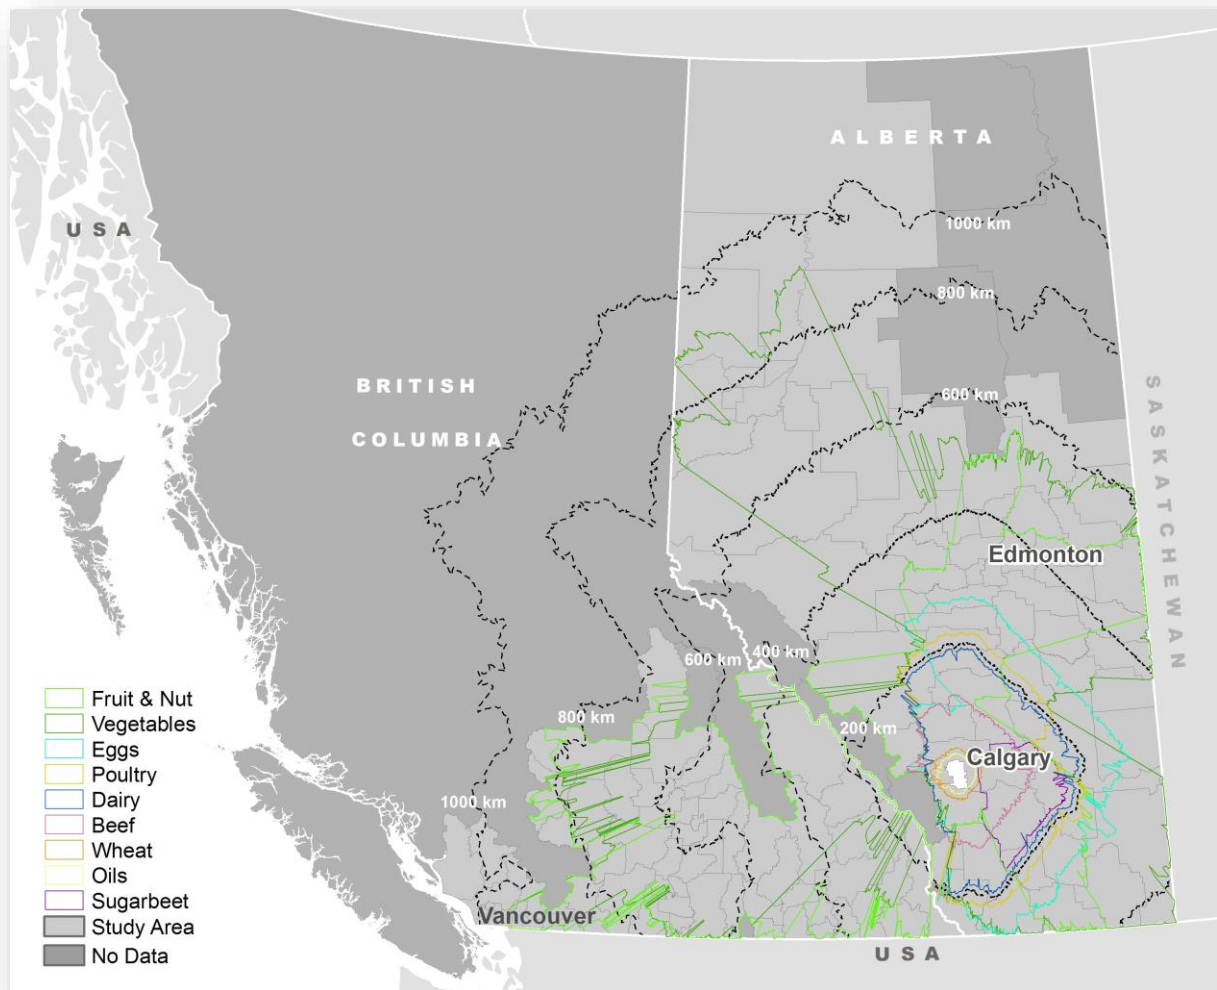 ALBERTA
USA
1000 km
800 km
BRITISH
COLUMBIA
600 km
SASKATCHEWAN
Edmonton
400 km
600 km
200 km
800 km
Calgary
1000 km
Vancouver
USA
Fruit & Nut
Vegetables
Eggs
Poultry
Dairy
Beef
Wheat
Oils
Sugarbeet
Study Area
No Data